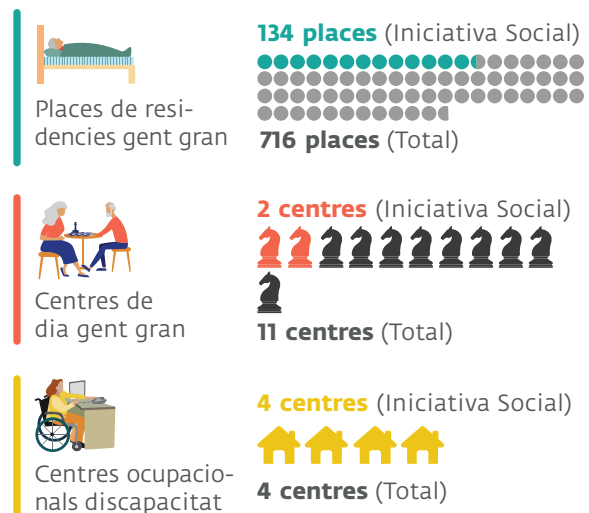 134 places (Iniciativa Social)
Places de resi-
dencies gent gran
716 places (Total)
2 centres (Iniciativa Social)
Centres de
dia gent gran
11 centres (Total)
4 centres (Iniciativa Social)
Centres ocupacio-
nals discapacitat
4 centres (Total)